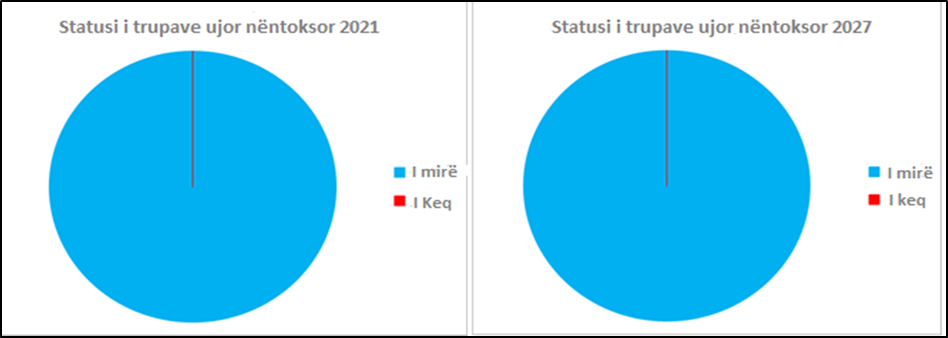 Statusi i trupave ujor nëntoksor 2021
I mirë
I Keq
Statusi i trupave ujor nëntoksor 2027
I mirë
I keq